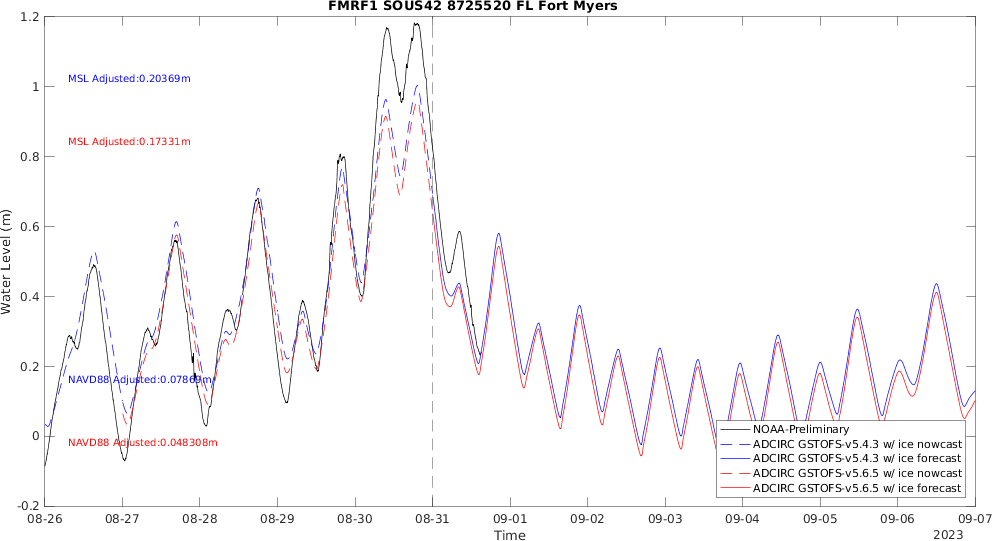 FMRF1 SOUS42 8725520 FL Fort Myers
1.2
1
0.8
0.6
0.4
0.2
0
-0.2
Water Level (m)
MSL Adjusted:0.20369m
MSL Adjusted:0.17331m
NAVD88 Adjusted:0.07869m
NAVD88 Adjusted:0.048308m
NOAA-Preliminary
ADCIRC GSTOFS-v5.4.3 w/ ice nowcast
ADCIRC GSTOFS-v5.4.3 w/ ice forecast
ADCIRC GSTOFS-v5.6.5 w/ ice nowcast
ADCIRC GSTOFS-v5.6.5 w/ ice forecast
08-26 08-27 08-28 08-29 08-30 08-31 09-01 09-02 09-03 09-04 09-05 09-06 09-07
Time
2023